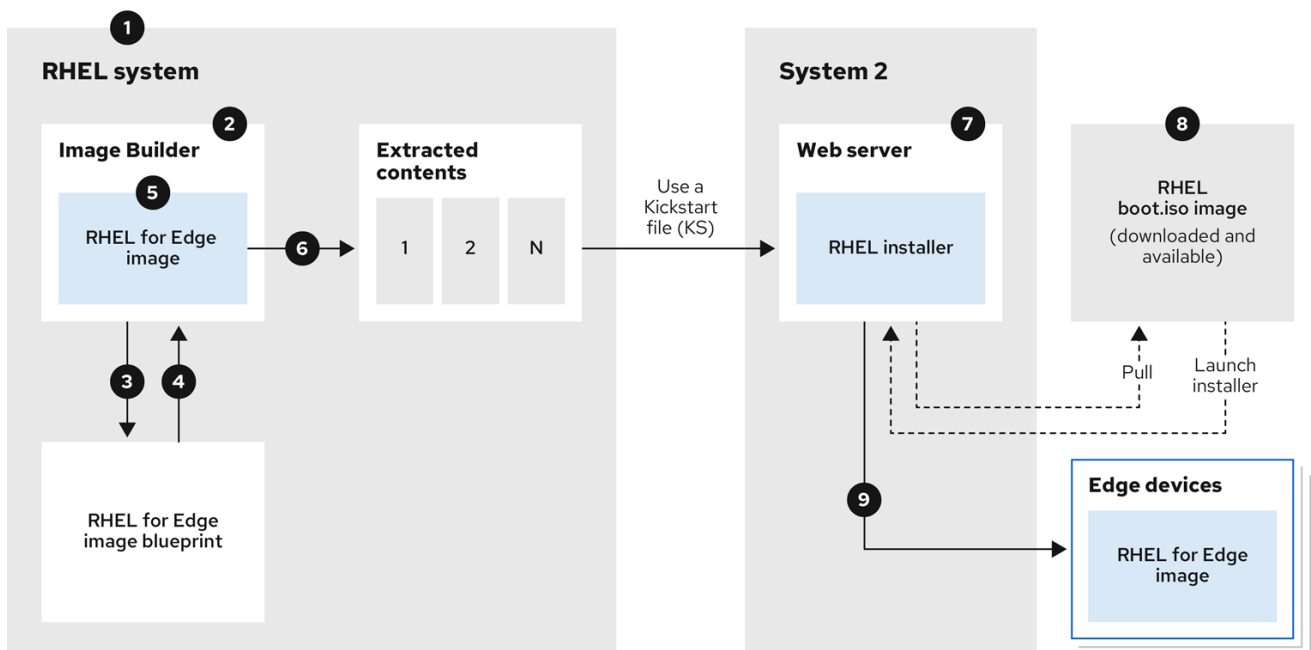 1
RHEL system
2
Image Builder
5
RHEL for Edge
image
6
Extracted
contents
1 2 N
Use a
Kickstart
file (KS)
System 2
7
Web server
RHEL installer
8
RHEL
boot.iso image
(downloaded and
available)
3 4
Pull
Launch
installer
RHEL for Edge
image blueprint
9
Edge devices
RHEL for Edge
image